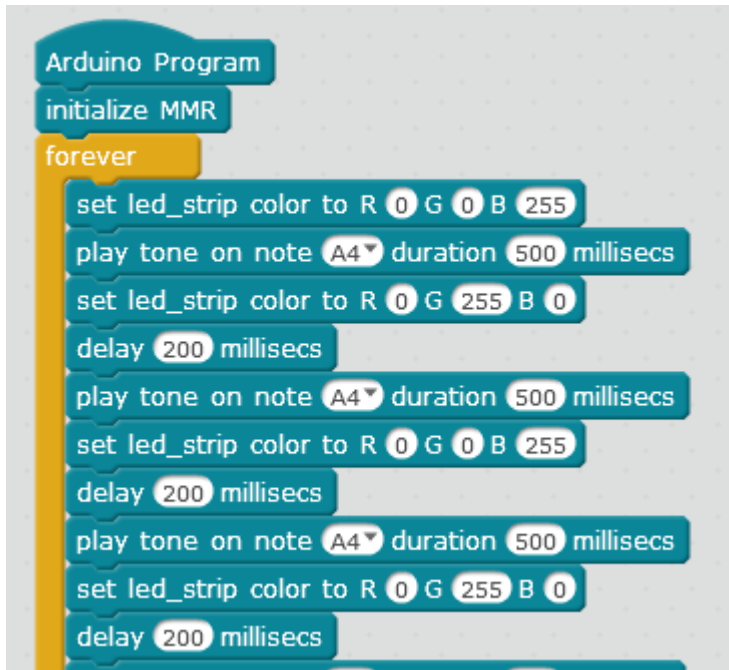 Arduino Program
initialize MMR
forever
set led_strip color to R 0 G 0 B 255
play tone on note A4 duration 500 millisecs
set led_strip color to R 0 G 255 B 0
delay 200 millisecs
play tone on note A4 duration 500 millisecs
set led_strip color to R 0 G 0 B 255
delay 200 millisecs
play tone on note A4 duration 500 millisecs
set led_strip color to R 0 G 255 B 0
delay 200 millisecs